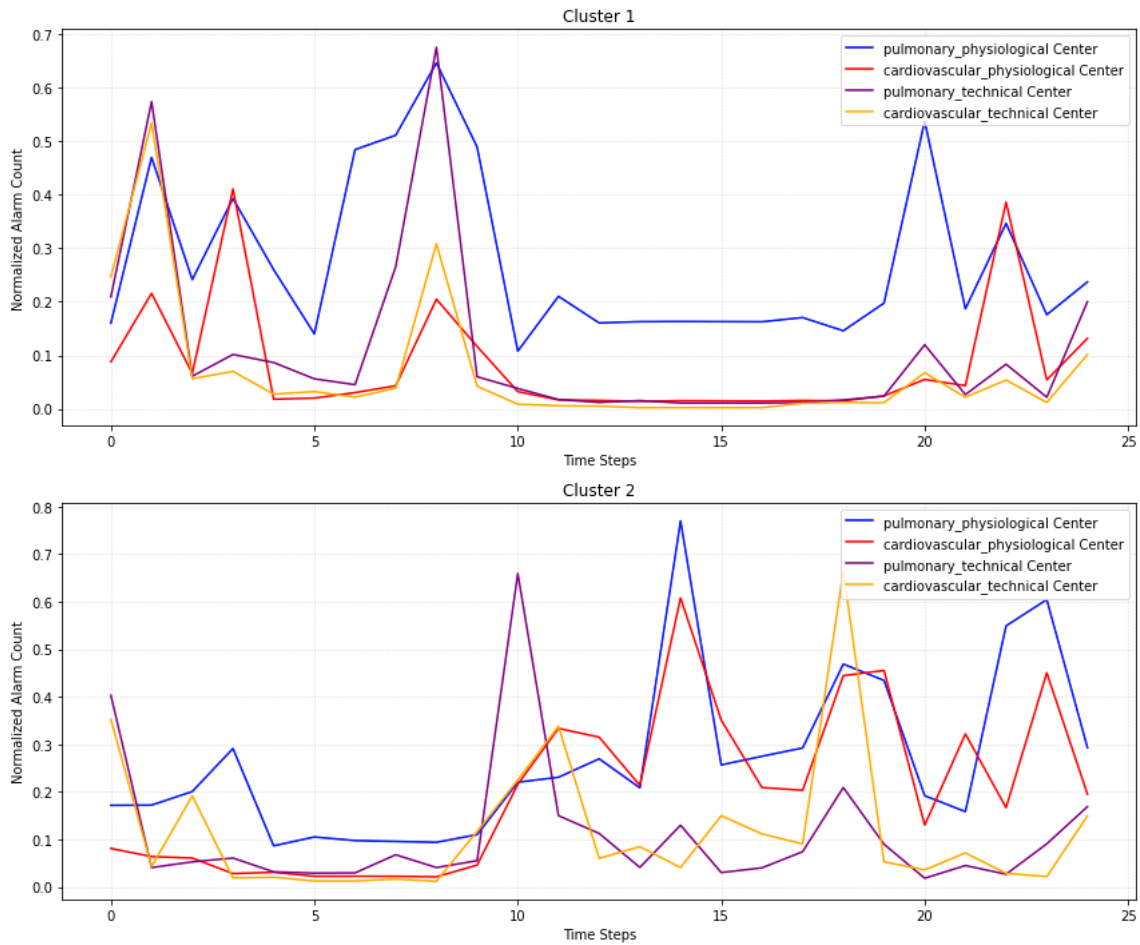 Cluster 1
Normalized Alarm Count
0.7
0.6
0.5
0.4
0.3
0.2
0.1
0.0
pulmonary_physiological Center
cardiovascular_physiological Center
pulmonary_technical Center
cardiovascular_technical Center
0 5 10 15 20 25
Time Steps
Cluster 2
Normalized Alarm Count
0.8
0.7
0.6
0.5
0.4
0.3
0.2
0.1
0.0
pulmonary_physiological Center
cardiovascular_physiological Center
pulmonary_technical Center
cardiovascular_technical Center
0 5 10 15 20 25
Time Steps